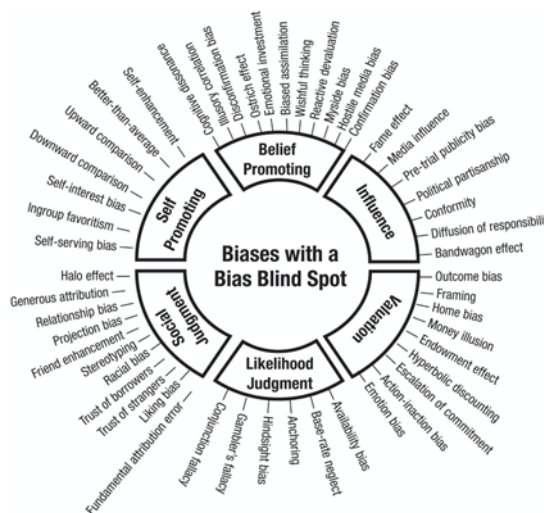 Biases with a
Bias Blind Spot
Belief
Promoting
Cognitive dissonance
Illusory correlation
Disconfirmation bias
Ostrich effect
Emotional investment
Biased assimilation
Wishful thinking
Reactive devaluation
Myside bias
Hostile media bias
Confirmation bias
Influence
Fame effect
Media influence
Pre-trial publicity bias
Political partisanship
Conformity
Diffusion of responsibili
Bandwagon effect
Valuation
Outcome bias
Framing
Home bias
Money illusion
Endowment effect
Hyperbolic discounting
Escalation of commitment
Action-inaction bias
Emotion bias
Likelihood
Judgment
Availability bias
Base-rate neglect
Anchoring
Hindsight bias
Gambler's fallacy
Conjunction fallacy
Social
Judgment
Fundamental attribution error
Liking bias
Trust of strangers
Trust of borrowers
Racial bias
Stereotyping
Friend enhancement
Projection bias
Relationship bias
Generous attribution
Halo effect
Self
Promoting
Self-serving bias
Ingroup favoritism
Self-interest bias
Downward comparison
Upward comparison
Better-than-average
Self-enhancement